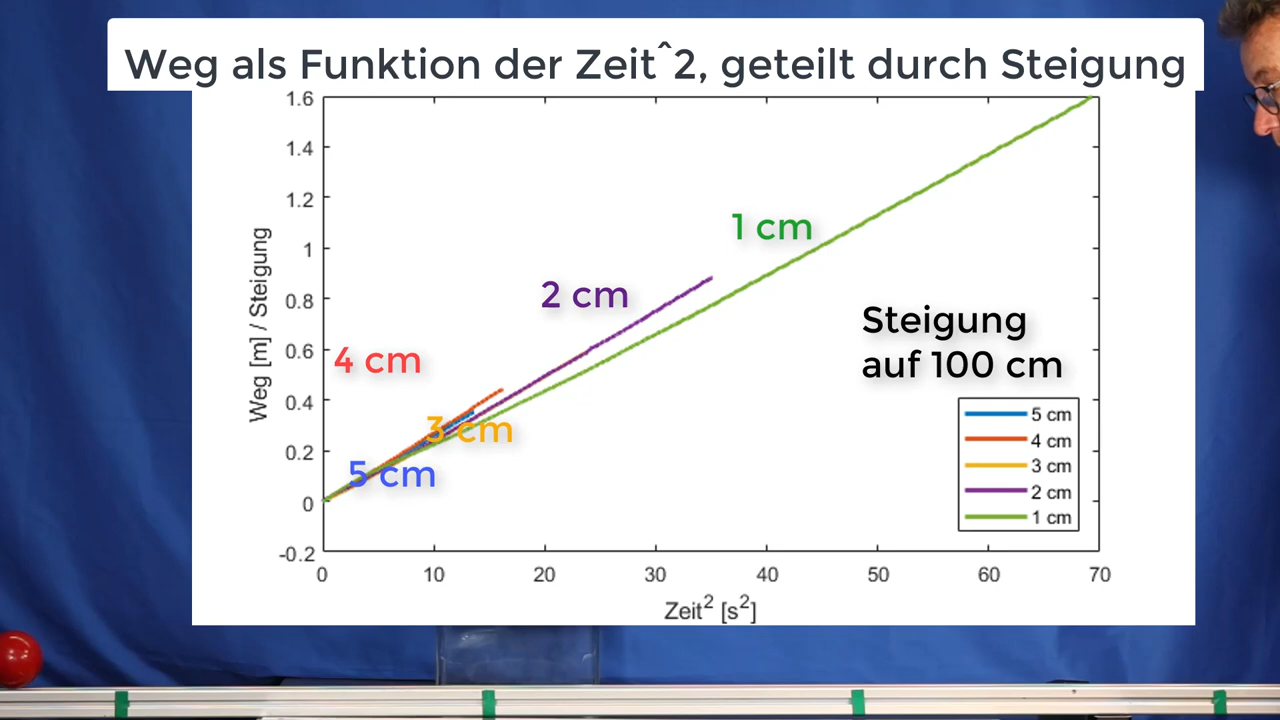 Weg als Funktion der Zeit^2, geteilt durch Steigung
1.6
1.4
1.2
1
0.8
0.6
0.4
0.2
0
-0.2
Weg [m] / Steigung
1 cm
2 cm
4 cm
3 cm
5 cm
Steigung
auf 100 cm
5 cm
4 cm
3 cm
2 cm
1 cm
0 10 20 30 40 50 60 70
Zeit² [s²]